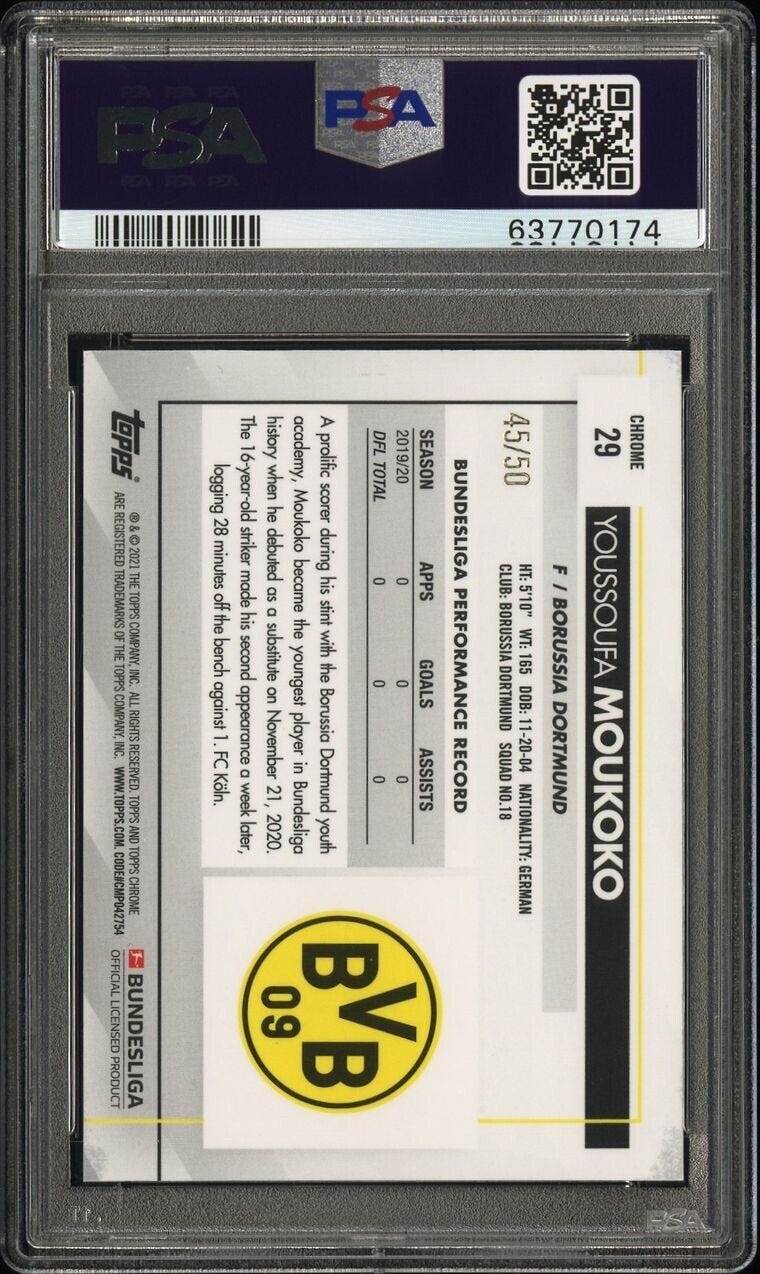 PSA
PSA
63770174
CHROME
29
YOUSSOUFA MOUKOKO
F / BORUSSIA DORTMUND
HT: 5'10" WT: 165 DOB: 11-20-04 NATIONALITY: GERMAN
CLUB: BORUSSIA DORTMUND SQUAD NO.18
45/50
BUNDESLIGA PERFORMANCE RECORD
SEASON APPS GOALS ASSISTS
2019/20 0 0 0
DFL TOTAL 0 0 0
A prolific scorer during his stint with the Borussia Dortmund youth
academy, Moukoko became the youngest player in Bundesliga
history when he debuted as a substitute on November 21, 2020.
The 16-year-old striker made his second appearance a week later,
logging 28 minutes off the bench against 1. FC Köln.
BVB
09
topps®
® & © 2021 THE TOPPS COMPANY, INC. ALL RIGHTS RESERVED. TOPPS AND TOPPS CHROME
ARE REGISTERED TRADEMARKS OF THE TOPPS COMPANY, INC. WWW.TOPPS.COM. CODE#CMP042754
BUNDESLIGA
OFFICIAL LICENSED PRODUCT
PSA